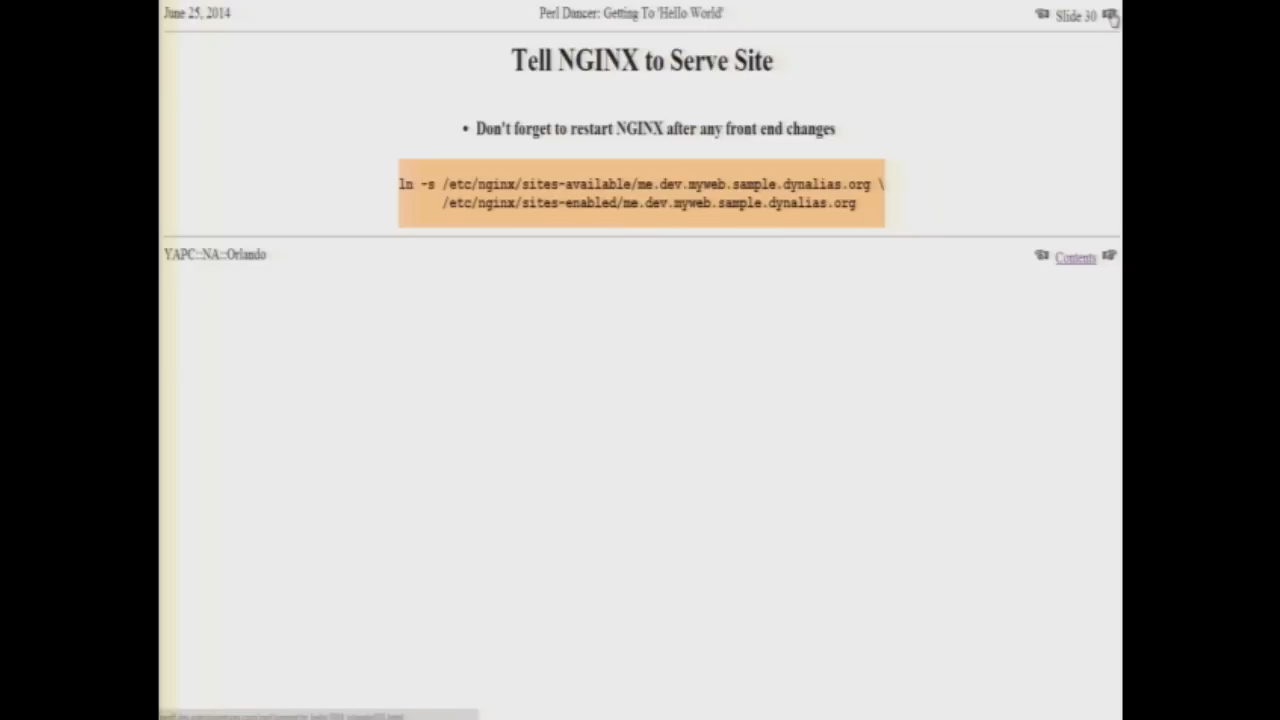 June 25, 2014
Perl Dancer: Getting To 'Hello World'
Slide 30
Tell NGINX to Serve Site
• Don't forget to restart NGINX after any front end changes
ln -s /etc/nginx/sites-available/me.dev.myweb.sample.dynalias.org \
/etc/nginx/sites-enabled/me.dev.myweb.sample.dynalias.org
YAPC::NA::Orlando
Contents